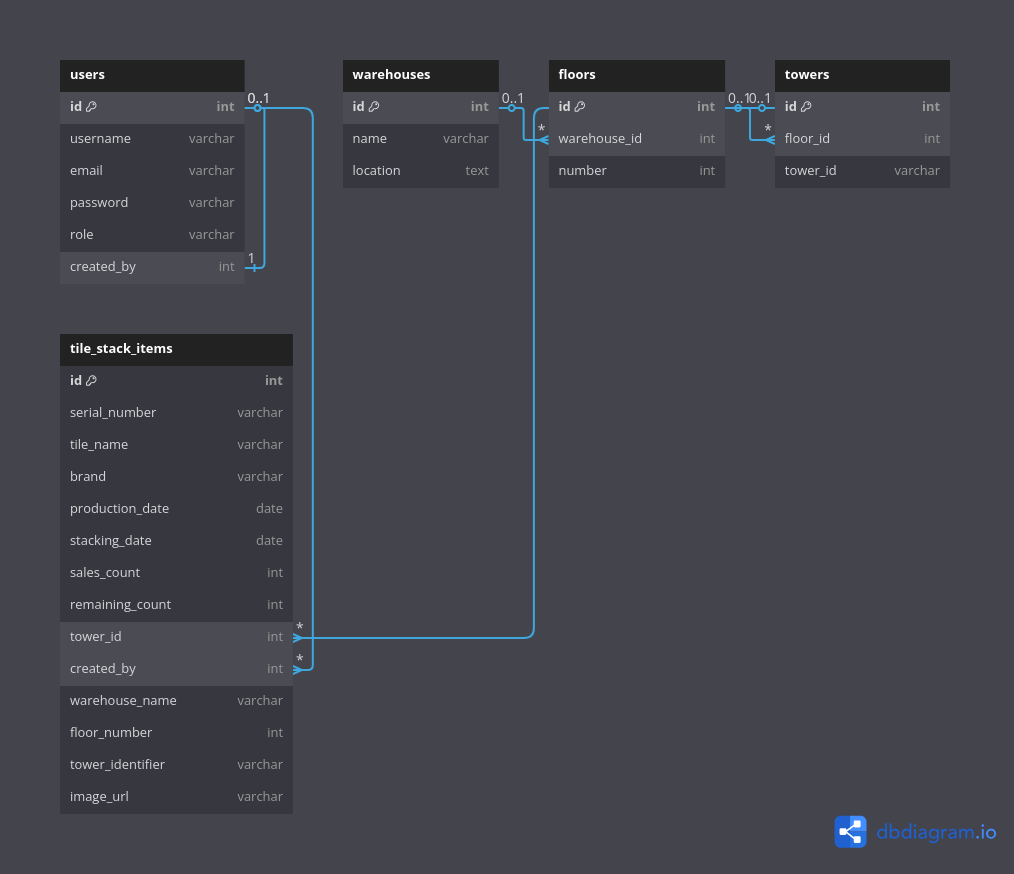 users
id int
username varchar
email varchar
password varchar
role varchar
created_by int
0..1
1
warehouses
id int
name varchar
location text
0..1
*
floors
id int
warehouse_id int
number int
0..1
0..1
*
towers
id int
floor_id int
tower_id varchar
tile_stack_items
id int
serial_number varchar
tile_name varchar
brand varchar
production_date date
stacking_date date
sales_count int
remaining_count int
tower_id int
*
created_by int
*
warehouse_name varchar
floor_number int
tower_identifier varchar
image_url varchar
dbdiagram.io